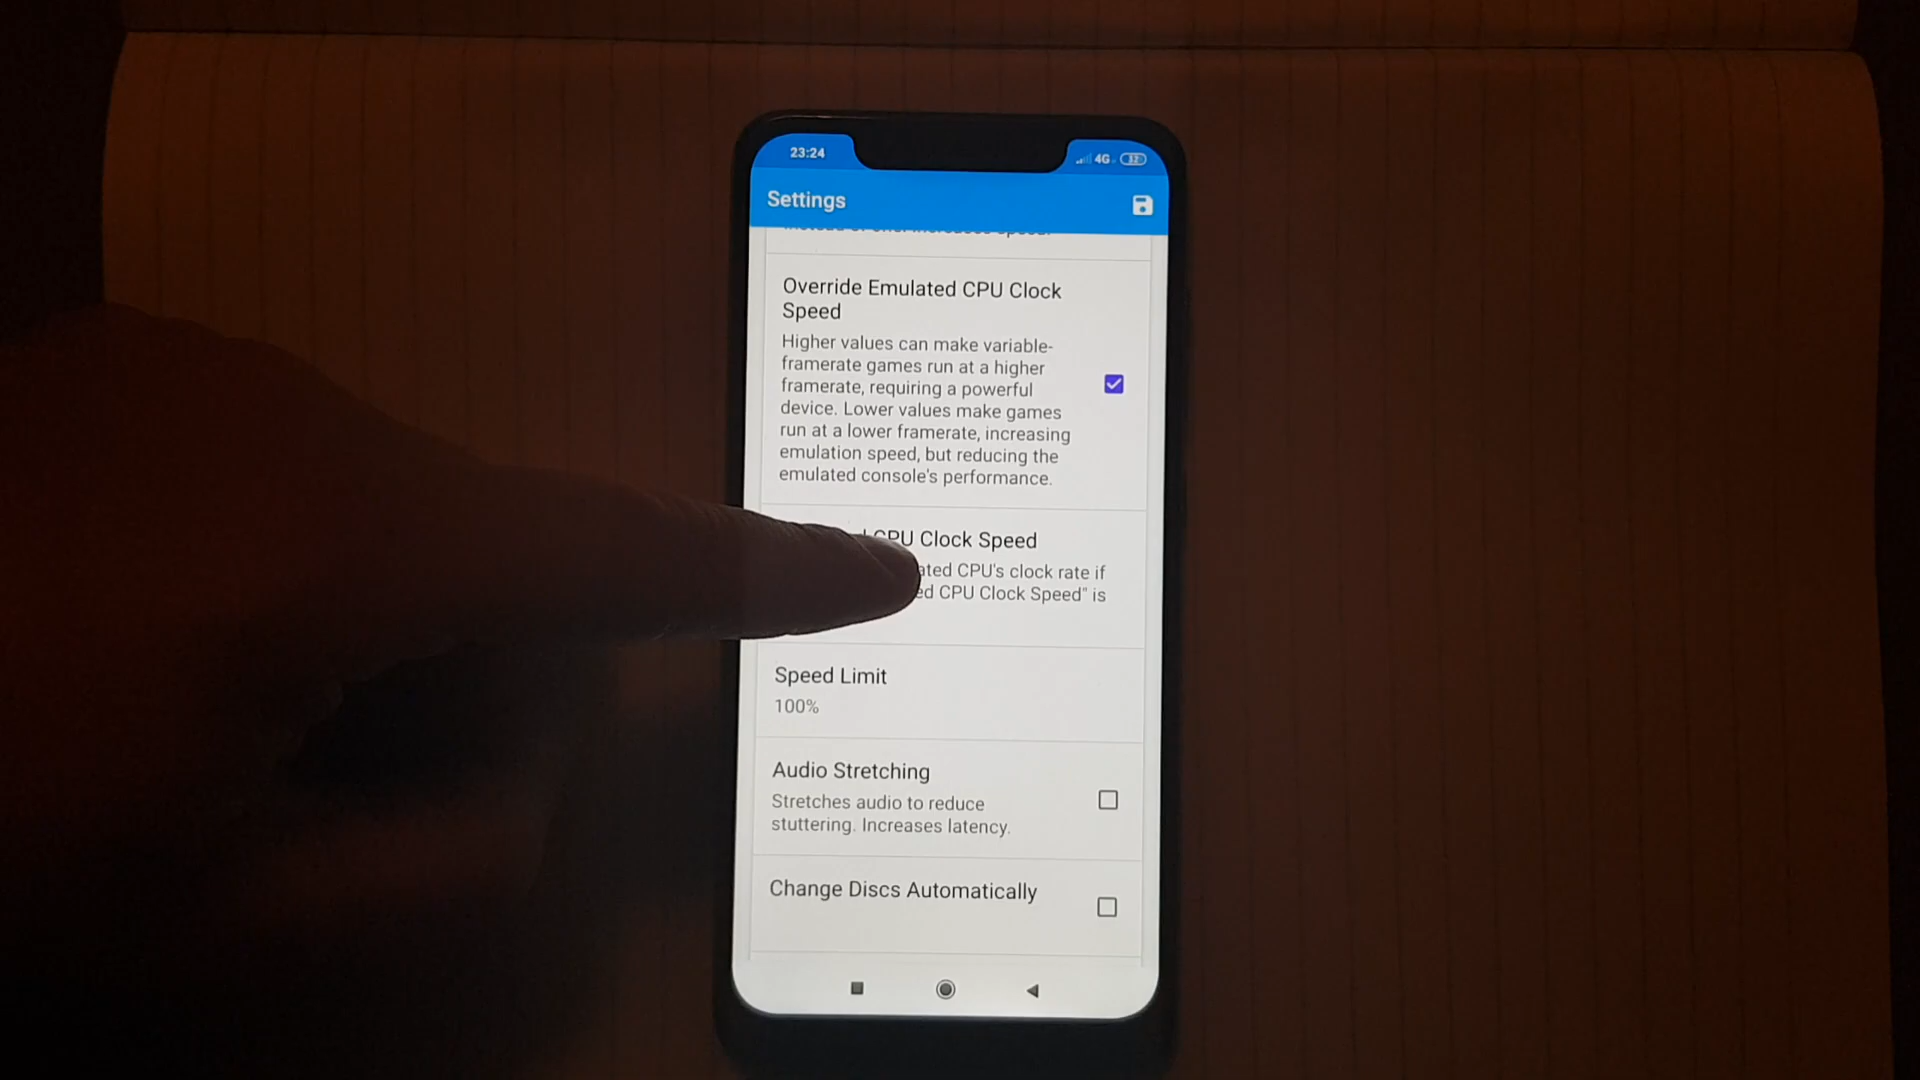 23:24
4G
Settings
Override Emulated CPU Clock
Speed
Higher values can make variable-
framerate games run at a higher
framerate, requiring a powerful
device. Lower values make games
run at a lower framerate, increasing
emulation speed, but reducing the
emulated console's performance.
CPU Clock Speed
CPU's clock rate if
CPU Clock Speed" is
Speed Limit
100%
Audio Stretching
Stretches audio to reduce
stuttering. Increases latency.
Change Discs Automatically